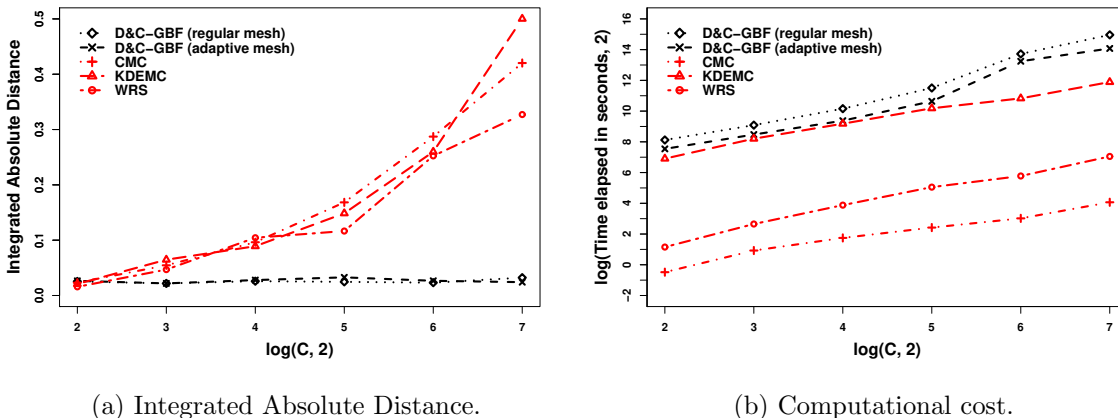 Integrated Absolute Distance
0.5
0.4
0.3
0.2
0.1
0.0
D&C-GBF (regular mesh)
D&C-GBF (adaptive mesh)
CMC
KDEMC
WRS
2 3 4 5 6 7
log(C, 2)
(a) Integrated Absolute Distance.
log(Time elapsed in seconds, 2)
16
14
12
10
8
6
4
2
0
−2
D&C-GBF (regular mesh)
D&C-GBF (adaptive mesh)
CMC
KDEMC
WRS
2 3 4 5 6 7
log(C, 2)
(b) Computational cost.